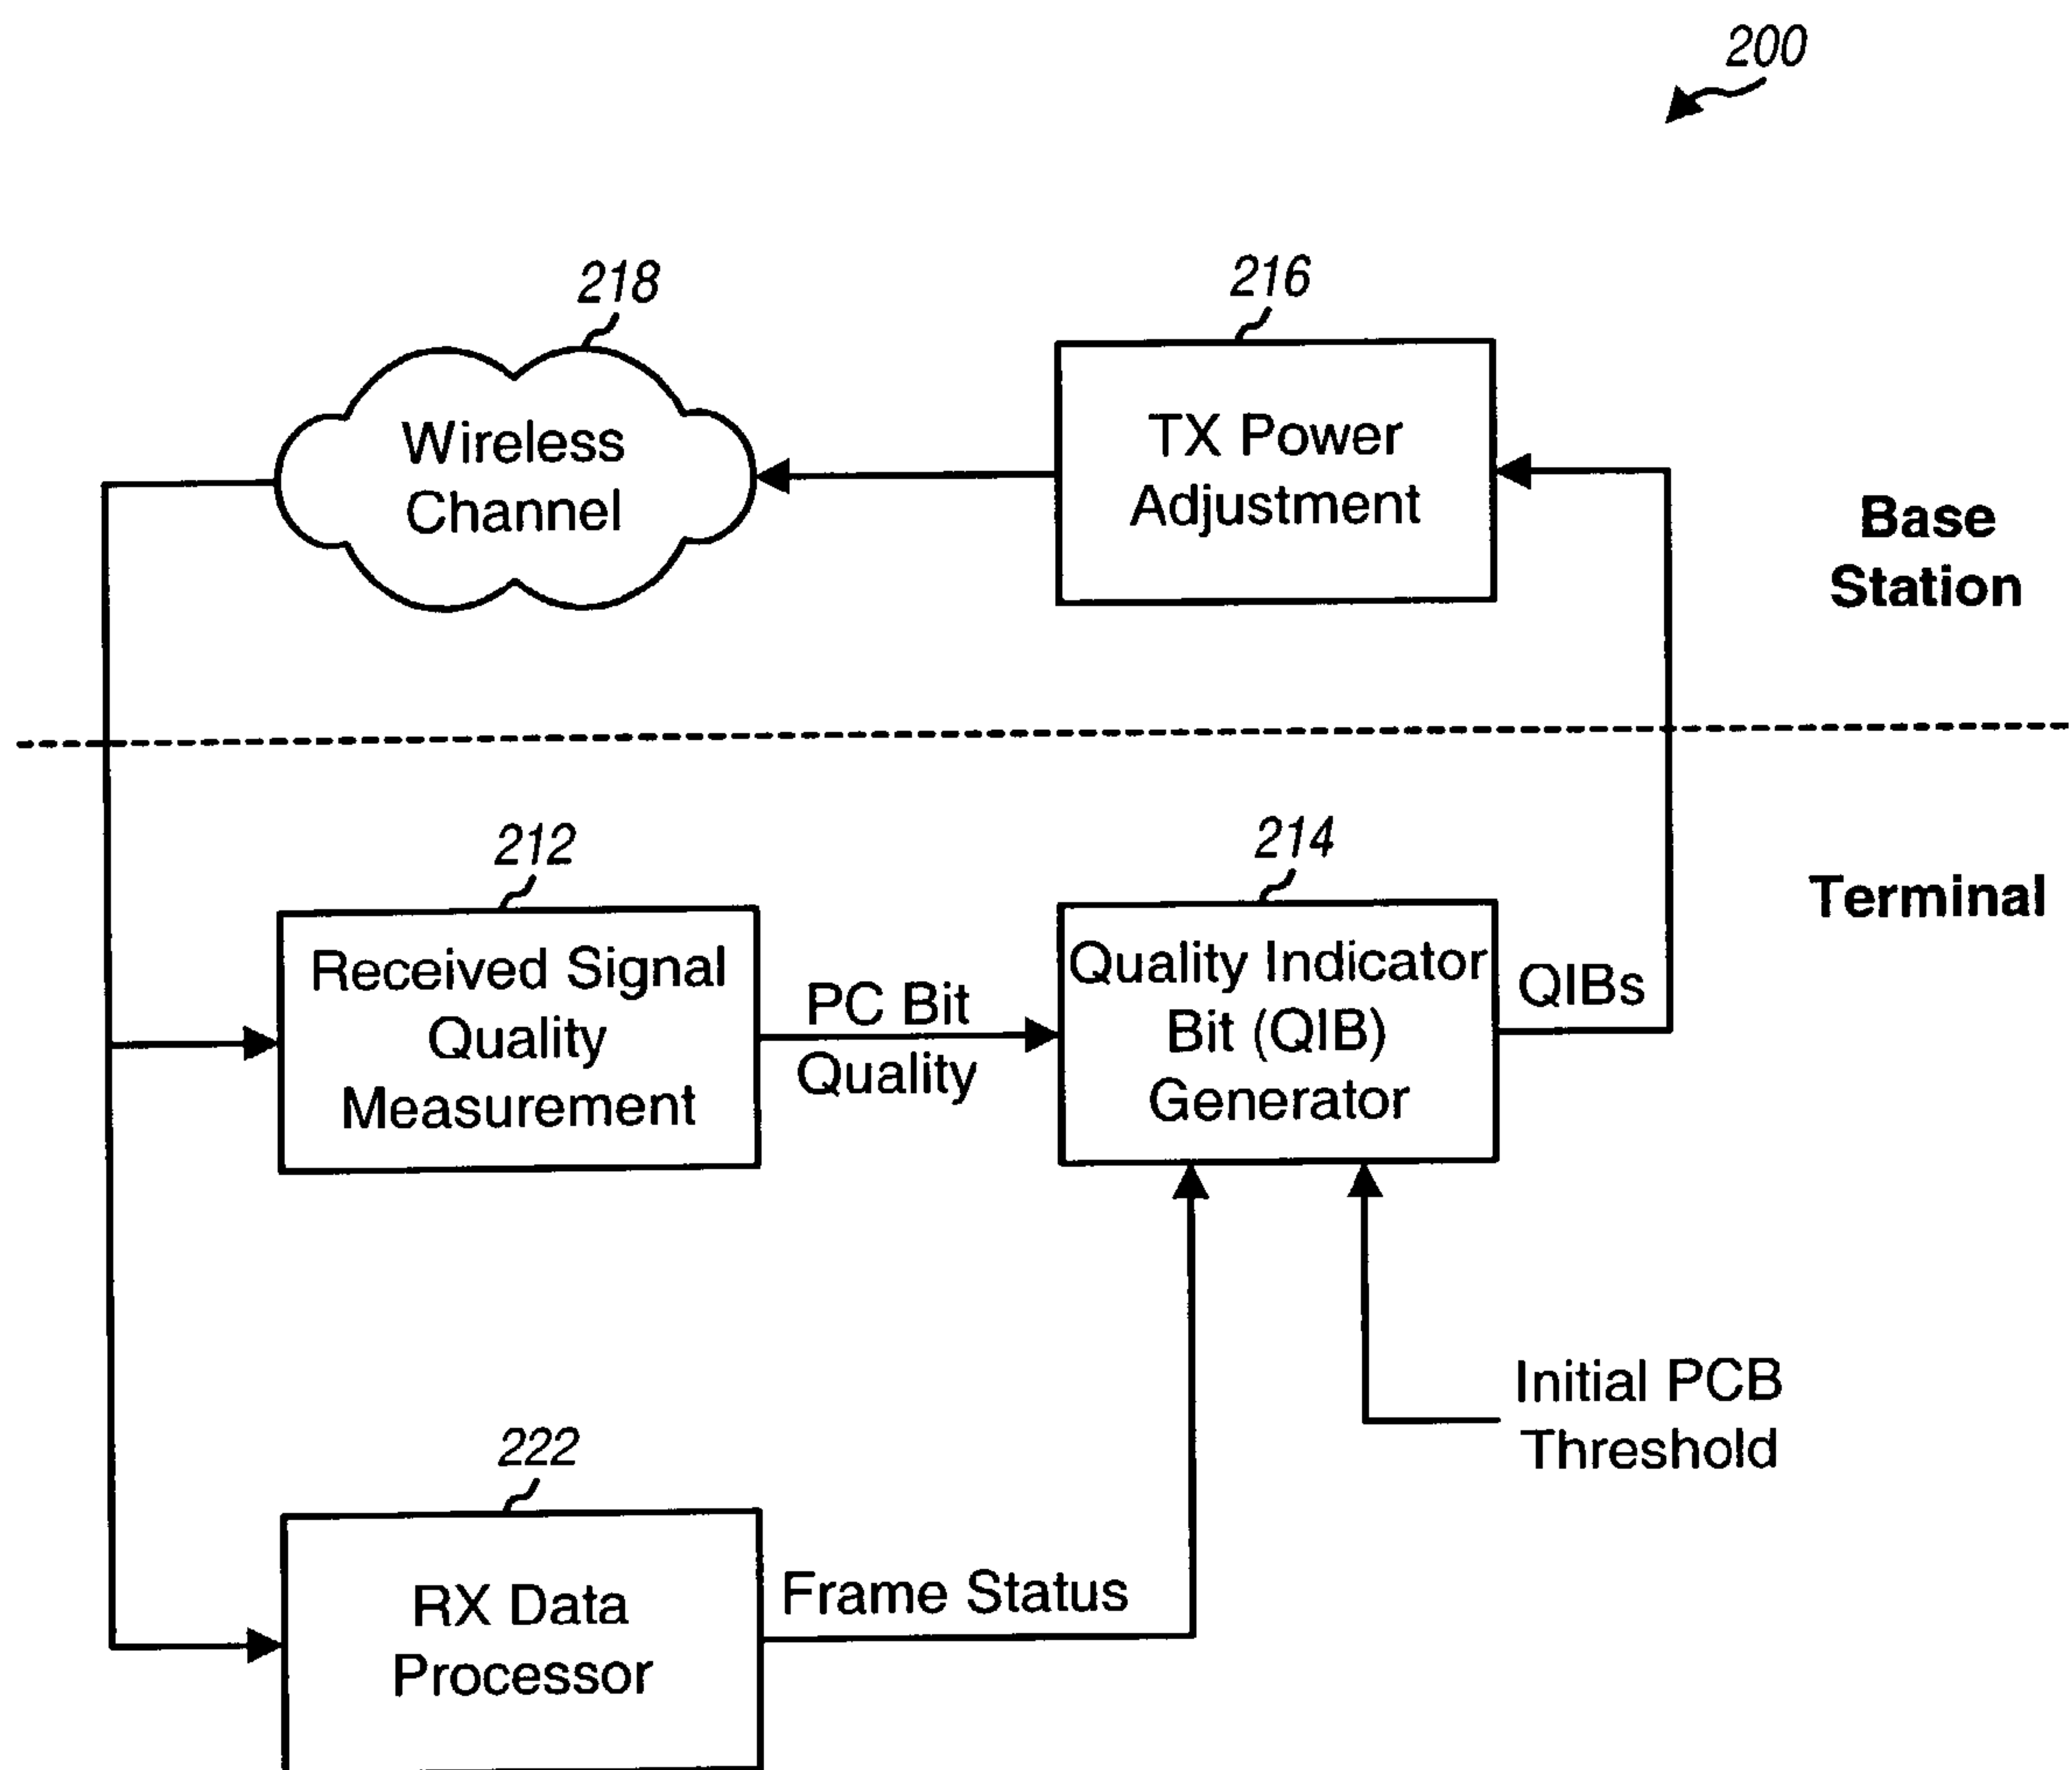 200
218
216
Wireless
Channel
TX Power
Adjustment
Base
Station
212
214
Terminal
Received Signal
Quality
Measurement
PC Bit
Quality
Quality Indicator
Bit (QIB)
Generator
QIBs
Initial PCB
Threshold
222
RX Data
Processor
Frame Status